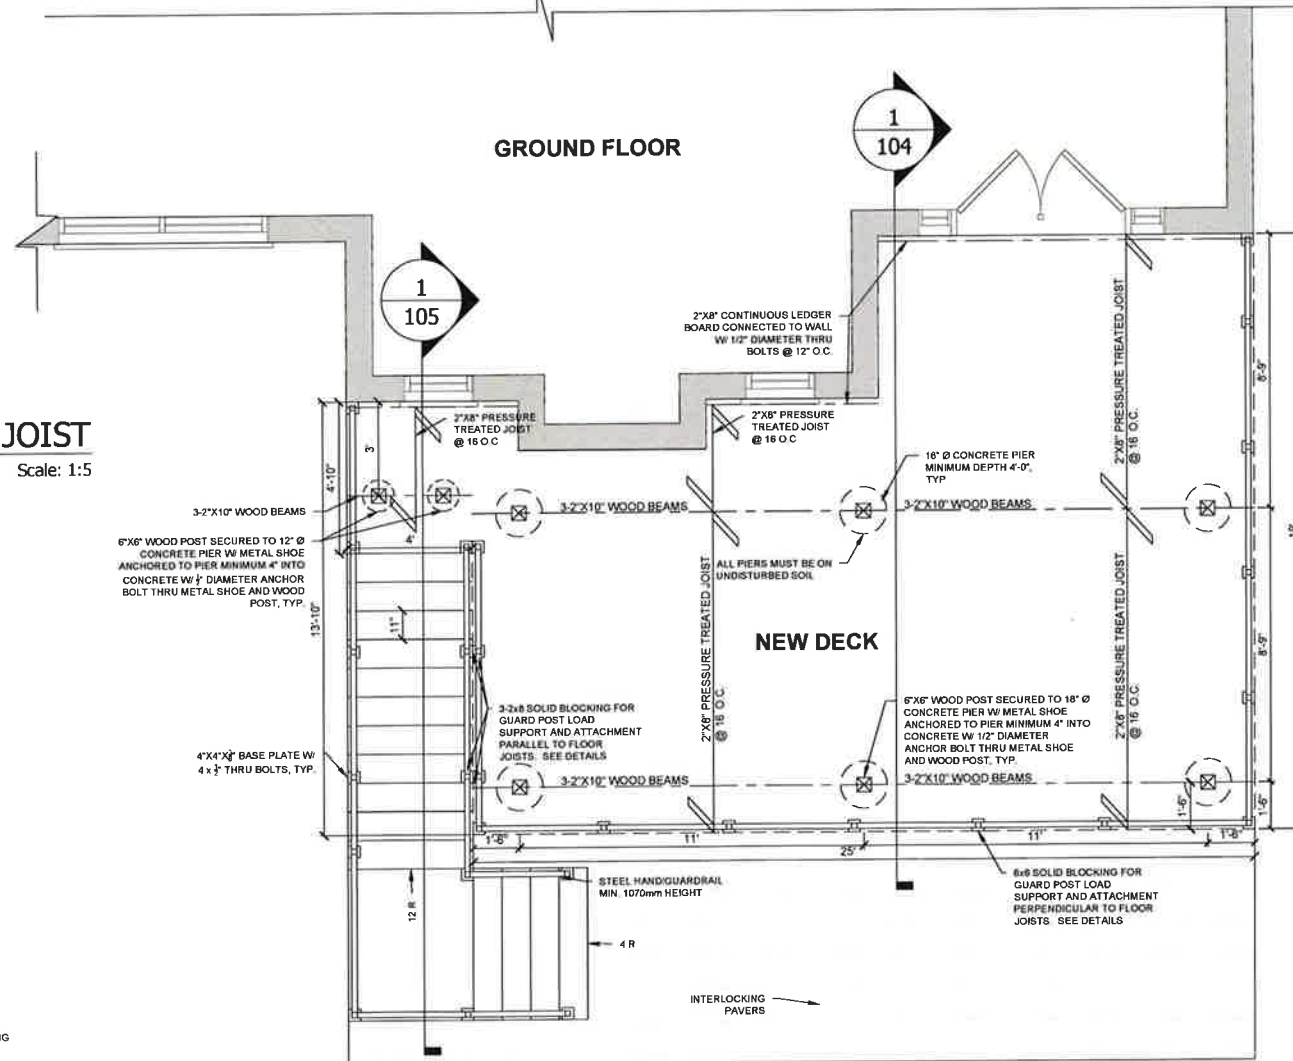 1
104
GROUND FLOOR
1
105
2"X8" CONTINUOUS LEDGER
BOARD CONNECTED TO WALL
W/ 1/2" DIAMETER THRU
BOLTS @ 12" O.C.
2"X8" PRESSURE TREATED JOIST
@ 16 O.C.
8'-9"
JOIST
Scale: 1:5
2"X8" PRESSURE
TREATED JOIST
@ 16 O.C
2"X8" PRESSURE
TREATED JOIST
@ 16 O.C
3'
4'-10"
16" Ø CONCRETE PIER
MINIMUM DEPTH 4'-0",
TYP
3-2"X10" WOOD BEAMS
3-2"X10" WOOD BEAMS
3-2"X10" WOOD BEAMS
6"X6" WOOD POST SECURED TO 12" Ø
CONCRETE PIER W/ METAL SHOE
ANCHORED TO PIER MINIMUM 4" INTO
CONCRETE W/ DIAMETER ANCHOR
BOLT THRU METAL SHOE AND WOOD
POST, TYP.
4'
ALL PIERS MUST BE ON
UNDISTURBED SOIL
13'-10"
11"
NEW DECK
2"X8" PRESSURE TREATED JOIST
@ 16 O.C.
2"X8" PRESSURE TREATED JOIST
@ 16 O.C.
8'-9"
3-2x8 SOLID BLOCKING FOR
GUARD POST LOAD
SUPPORT AND ATTACHMENT
PARALLEL TO FLOOR
JOISTS. SEE DETAILS
6"X6" WOOD POST SECURED TO 18" Ø
CONCRETE PIER W/ METAL SHOE
ANCHORED TO PIER MINIMUM 4" INTO
CONCRETE W/ 1/2" DIAMETER
ANCHOR BOLT THRU METAL SHOE
AND WOOD POST, TYP.
BASE PLATE W/
THRU BOLTS, TYP.
3-2"X10" WOOD BEAMS
3-2"X10" WOOD BEAMS
1'-6"
1'-6"
1'-6"
11'
11'
1'-6"
25'
STEEL HAND/GUARDRAIL
MIN. 1070mm HEIGHT
6x6 SOLID BLOCKING FOR
GUARD POST LOAD
SUPPORT AND ATTACHMENT
PERPENDICULAR TO FLOOR
JOISTS. SEE DETAILS
12 R
4 R
INTERLOCKING
PAVERS